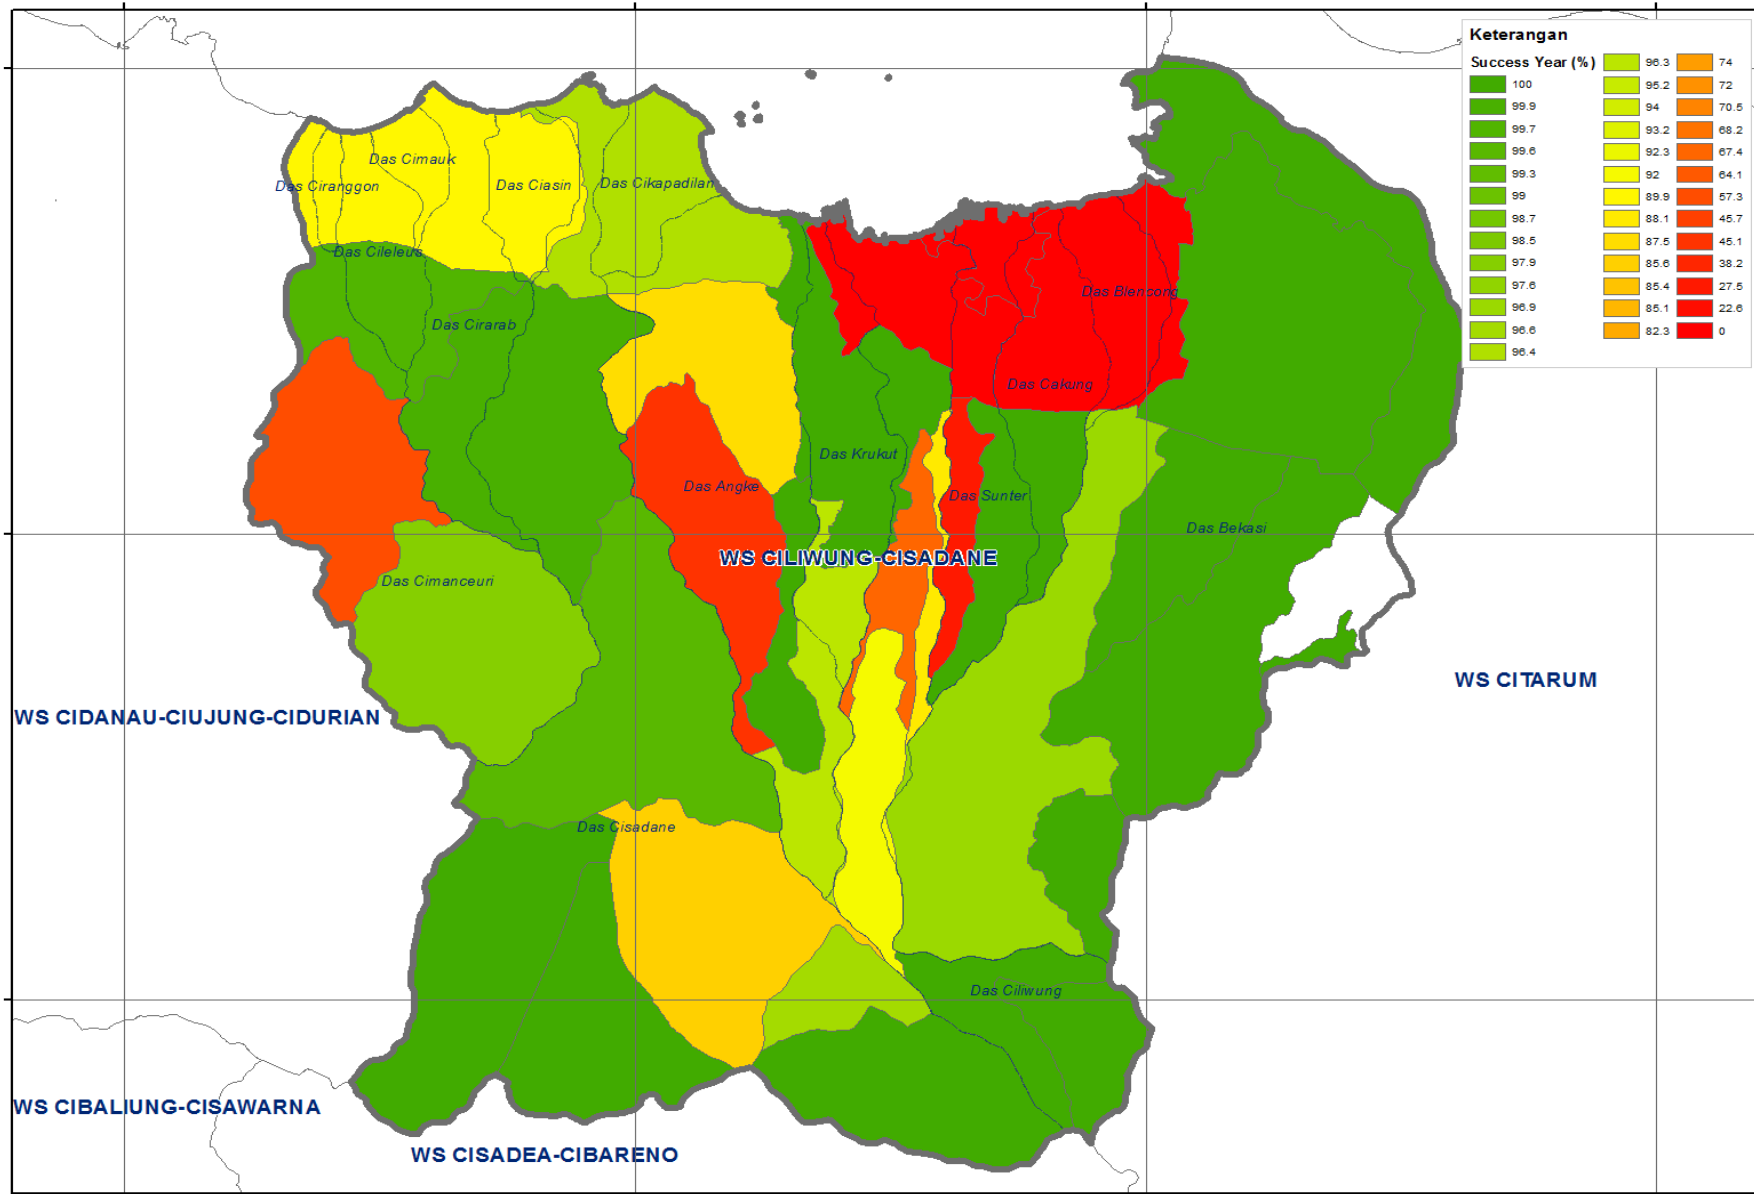 Keterangan
Success Year (%)
100
99.9
99.7
99.6
99.3
99
98.7
98.5
97.9
97.6
96.9
96.6
96.4
96.3
95.2
94
93.2
92.3
92
89.9
88.1
87.5
85.6
85.4
85.1
82.3
74
72
70.5
68.2
67.4
64.1
57.3
45.7
45.1
38.2
27.5
22.6
0
Das Cimauk
Das Ciranggon
Das Ciasin
Das Cikapadilan
Das Cileleus
Das Blencong
Das Cirarab
Das Cakung
Das Krukut
Das Angke
Das Sunter
Das Bekasi
WS CILIWUNG-CISADANE
Das Cimanceuri
WS CITARUM
WS CIDANAU-CIUJUNG-CIDURIAN
Das Cisadane
Das Ciliwung
WS CIBALIUNG-CISAWARNA
WS CISADEA-CIBARENO